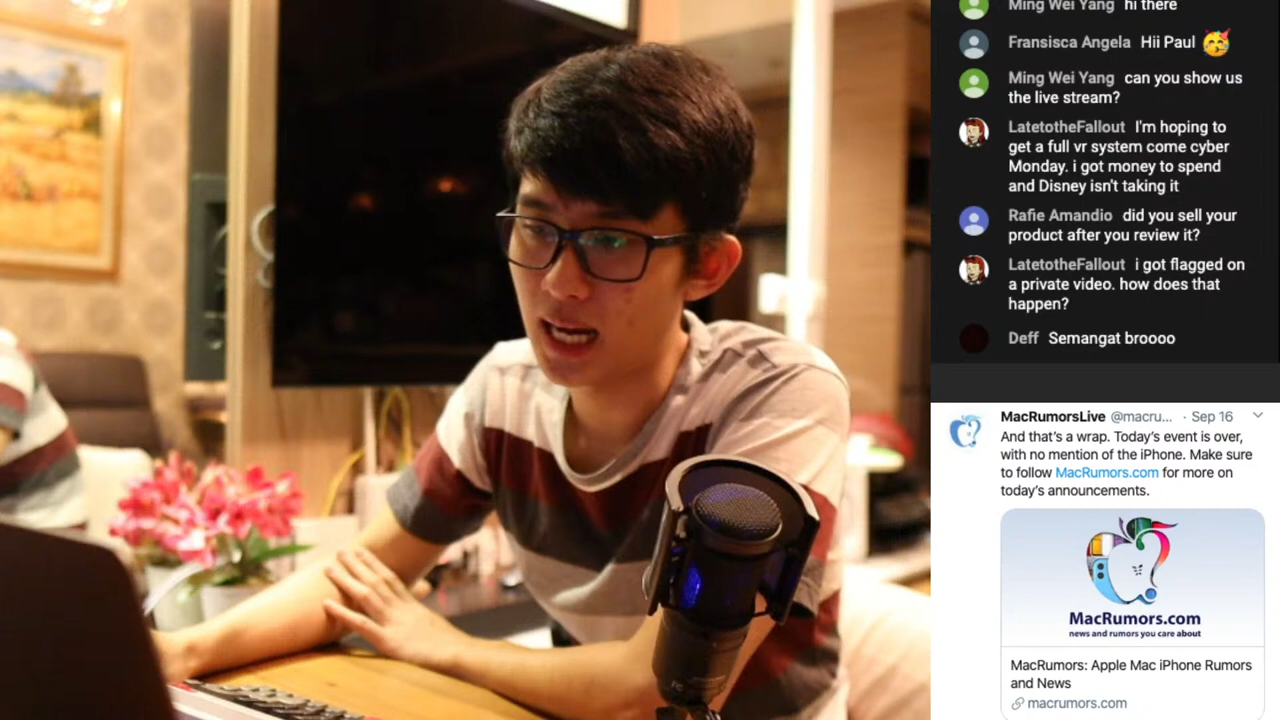 Ming Wei Yang hi there
Fransisca Angela Hii Paul 🥳
Ming Wei Yang can you show us
the live stream?
LatetotheFallout I'm hoping to
get a full vr system come cyber
Monday. i got money to spend
and Disney isn't taking it
Rafie Amandio did you sell your
product after you review it?
LatetotheFallout i got flagged on
a private video. how does that
happen?
Deff Semangat broooo
MacRumorsLive @macru... · Sep 16
And that's a wrap. Today's event is over,
with no mention of the iPhone. Make sure
to follow MacRumors.com for more on
today's announcements.
MacRumors.com
news and rumors you care about
MacRumors: Apple Mac iPhone Rumors
and News
macrumors.com